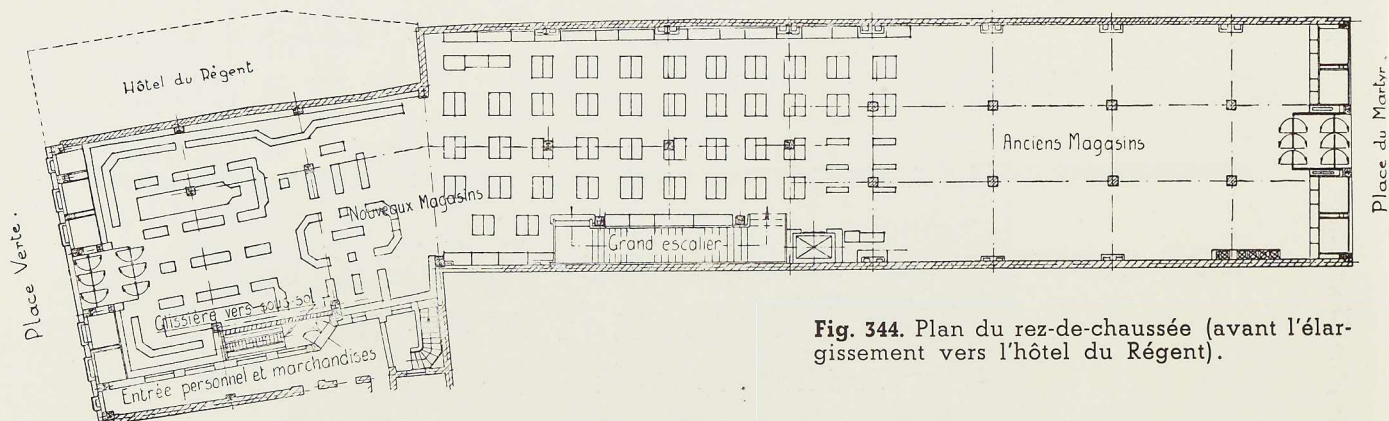 Hôtel du Régent
Place Verte.
Nouveaux Magasins
Grand escalier
Anciens Magasins
Place du Martyr.
Glissière vers sous-sol
Entrée personnel et marchandises
Fig. 344. Plan du rez-de-chaussée (avant l'élar-
gissement vers l'hôtel du Régent).